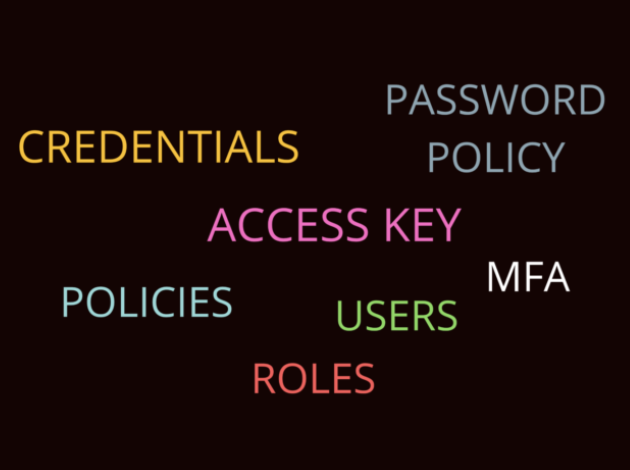 PASSWORD
POLICY
CREDENTIALS
ACCESS KEY
MFA
POLICIES
USERS
ROLES